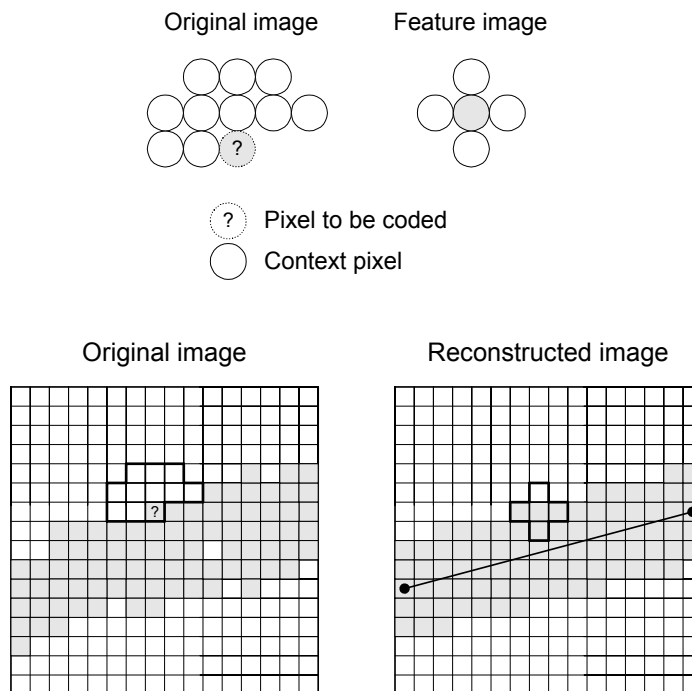 Original image Feature image
?
? Pixel to be coded
Context pixel
Original image Reconstructed image
?